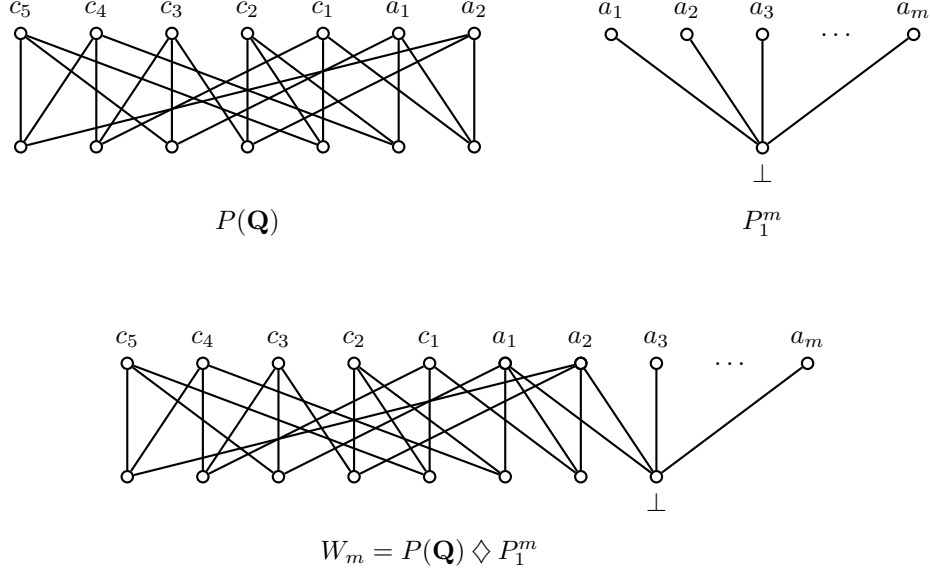 c₅ c₄ c₃ c₂ c₁ a₁ a₂
a₁ a₂ a₃ ⋯ aₘ
⊥
P(𝐐)
P₁ᵐ
c₅ c₄ c₃ c₂ c₁ a₁ a₂ a₃ ⋯ aₘ
⊥
Wₘ = P(𝐐) ◇ P₁ᵐ